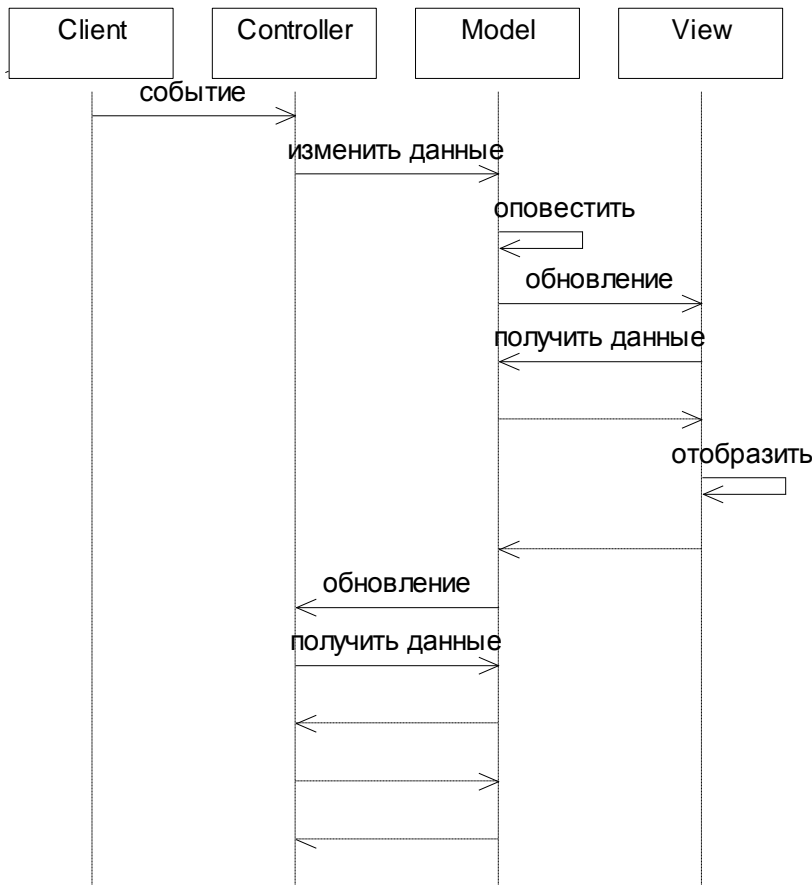 Client
Controller
Model
View
событие
изменить данные
оповестить
обновление
получить данные
отобразить
обновление
получить данные